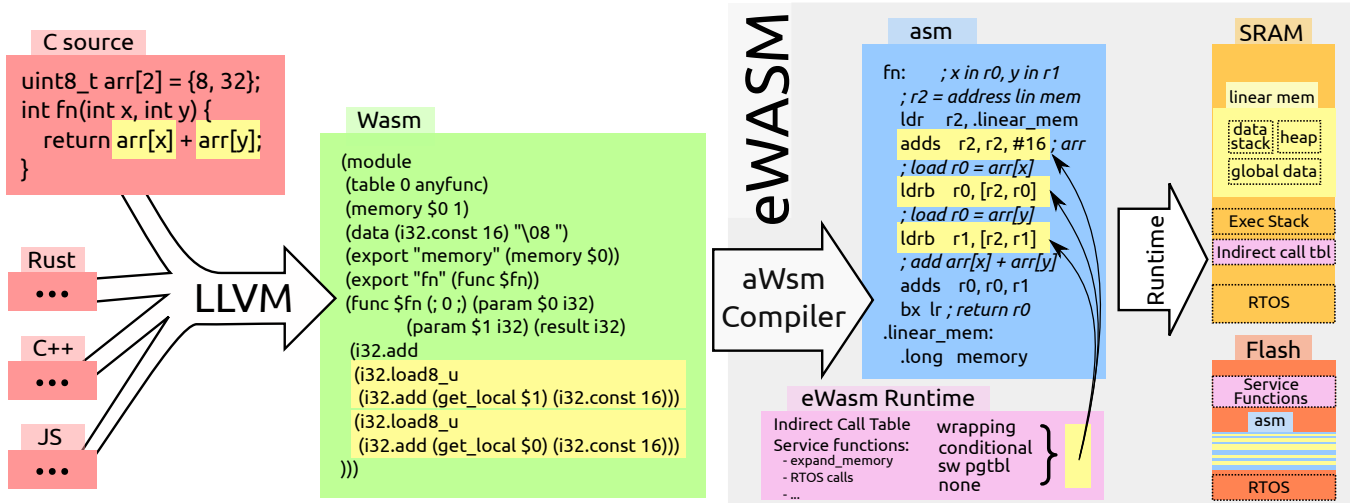 C source
uint8_t arr[2] = {8, 32};
int fn(int x, int y) {
return arr[x] + arr[y];
}
Rust
•••
C++
•••
JS
•••
LLVM
Wasm
(module
(table 0 anyfunc)
(memory $0 1)
(data (i32.const 16) "\08 ")
(export "memory" (memory $0))
(export "fn" (func $fn))
(func $fn (; 0 ;) (param $0 i32)
(param $1 i32) (result i32)
(i32.add
(i32.load8_u
(i32.add (get_local $1) (i32.const 16)))
(i32.load8_u
(i32.add (get_local $0) (i32.const 16)))
)))
eWASM
aWsm
Compiler
asm
fn: ; x in r0, y in r1
; r2 = address lin mem
ldr r2, .linear_mem
adds r2, r2, #16 ; arr
; load r0 = arr[x]
ldrb r0, [r2, r0]
; load r0 = arr[y]
ldrb r1, [r2, r1]
; add arr[x] + arr[y]
adds r0, r0, r1
bx lr ; return r0
.linear_mem:
.long memory
eWasm Runtime
Indirect Call Table
Service functions:
- expand_memory
- RTOS calls
- ...
wrapping
conditional
sw pgtbl
none
Runtime
SRAM
linear mem
data
stack
heap
global data
Exec Stack
Indirect call tbl
RTOS
Flash
Service
Functions
asm
RTOS